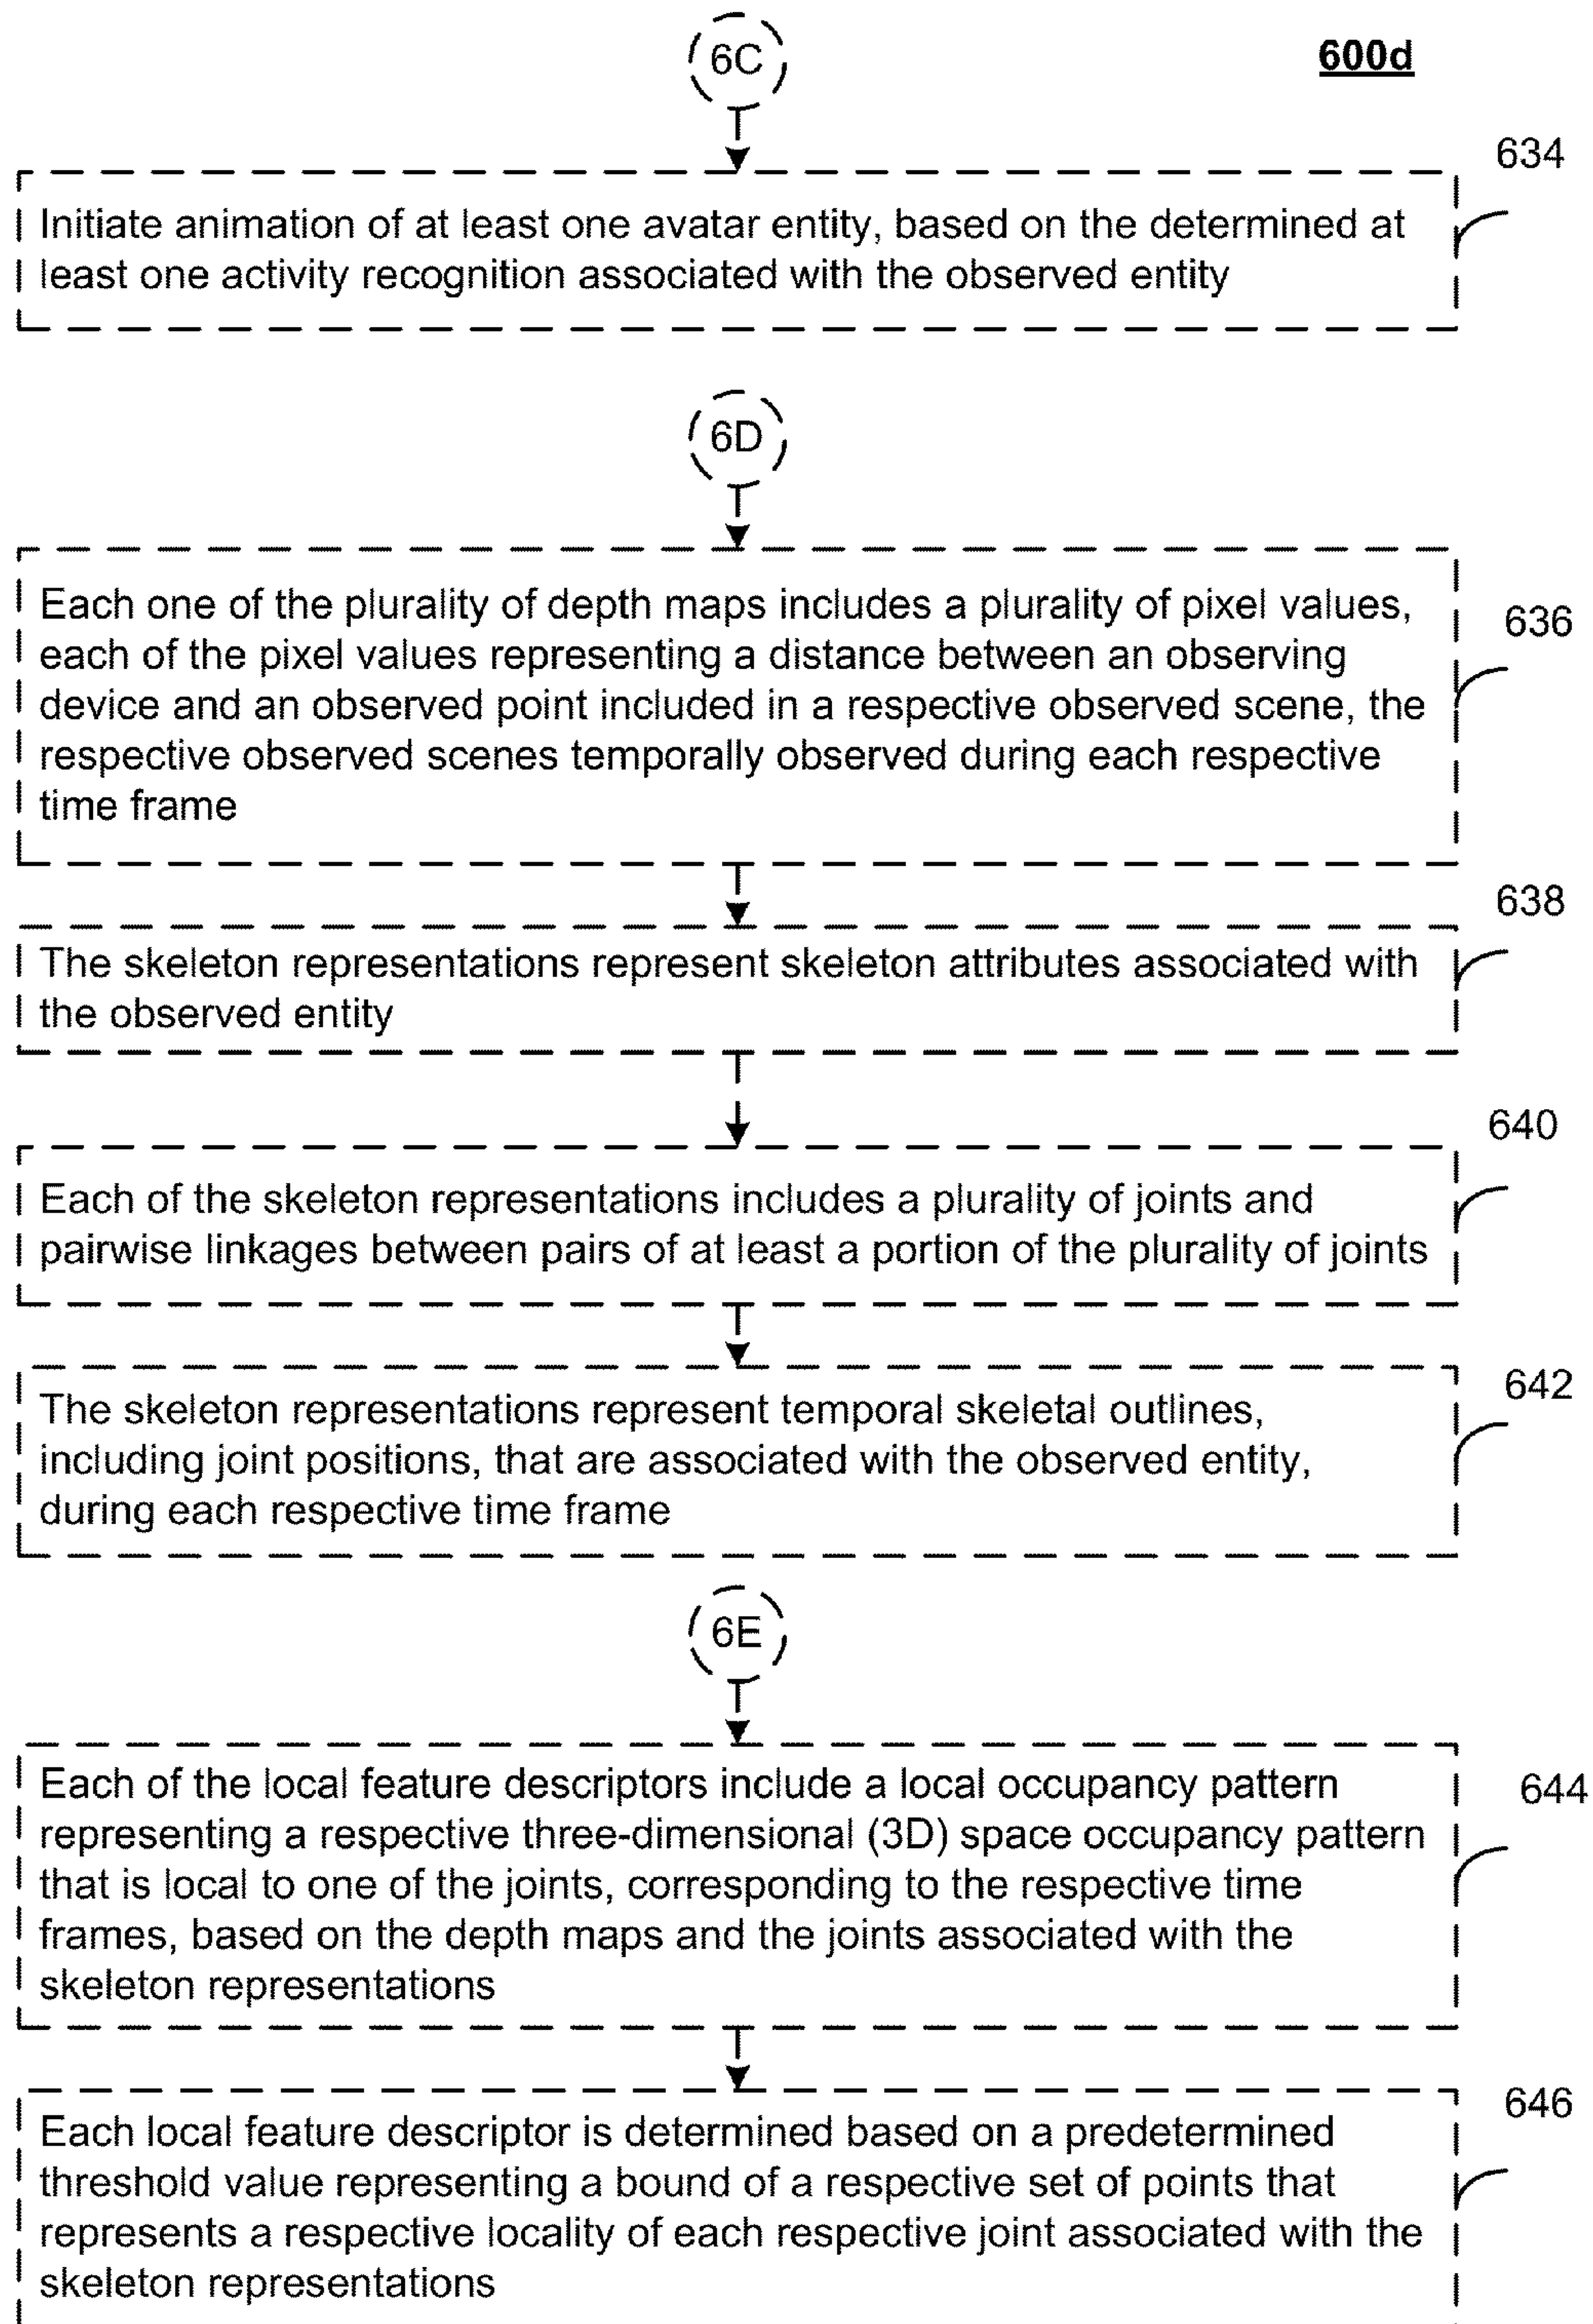 6C
600d
634
Initiate animation of at least one avatar entity, based on the determined at
least one activity recognition associated with the observed entity
6D
Each one of the plurality of depth maps includes a plurality of pixel values,
each of the pixel values representing a distance between an observing
device and an observed point included in a respective observed scene, the
respective observed scenes temporally observed during each respective
time frame
636
638
The skeleton representations represent skeleton attributes associated with
the observed entity
640
Each of the skeleton representations includes a plurality of joints and
pairwise linkages between pairs of at least a portion of the plurality of joints
642
The skeleton representations represent temporal skeletal outlines,
including joint positions, that are associated with the observed entity,
during each respective time frame
6E
Each of the local feature descriptors include a local occupancy pattern
representing a respective three-dimensional (3D) space occupancy pattern
that is local to one of the joints, corresponding to the respective time
frames, based on the depth maps and the joints associated with the
skeleton representations
644
646
Each local feature descriptor is determined based on a predetermined
threshold value representing a bound of a respective set of points that
represents a respective locality of each respective joint associated with the
skeleton representations